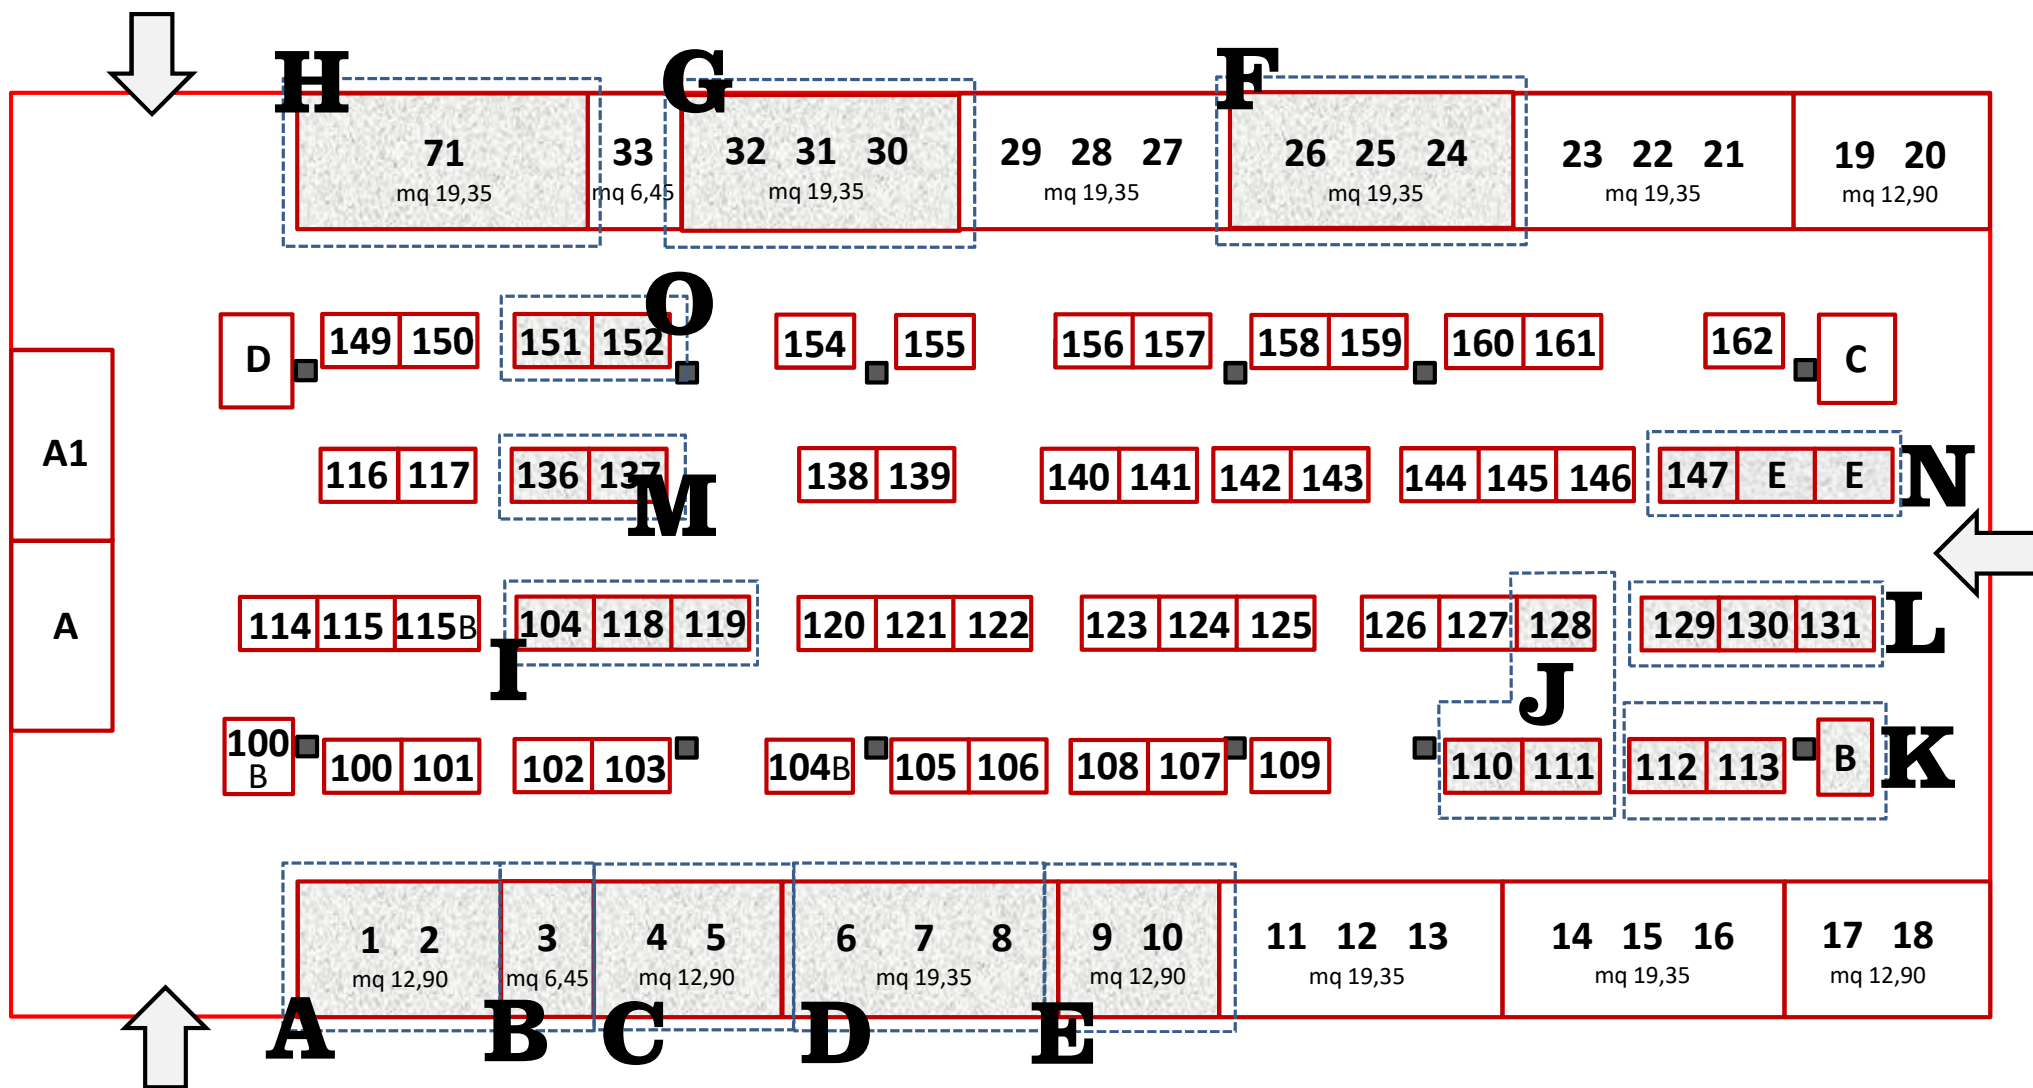 H G F
71 33 32 31 30 29 28 27 26 25 24 23 22 21 19 20
mq 19,35 mq 6,45 mq 19,35 mq 19,35 mq 19,35 mq 19,35 mq 12,90
O
D 149 150 151 152 154 155 156 157 158 159 160 161 162 C
A1 116 117 136 137 138 139 140 141 142 143 144 145 146 147 E E N
M
A 114 115 115B 104 118 119 120 121 122 123 124 125 126 127 128 129 130 131 L
I J
100 B 100 101 102 103 104B 105 106 108 107 109 110 111 112 113 B K
1 2 3 4 5 6 7 8 9 10 11 12 13 14 15 16 17 18
mq 12,90 mq 6,45 mq 12,90 mq 19,35 mq 12,90 mq 19,35 mq 19,35 mq 12,90
A B C D E